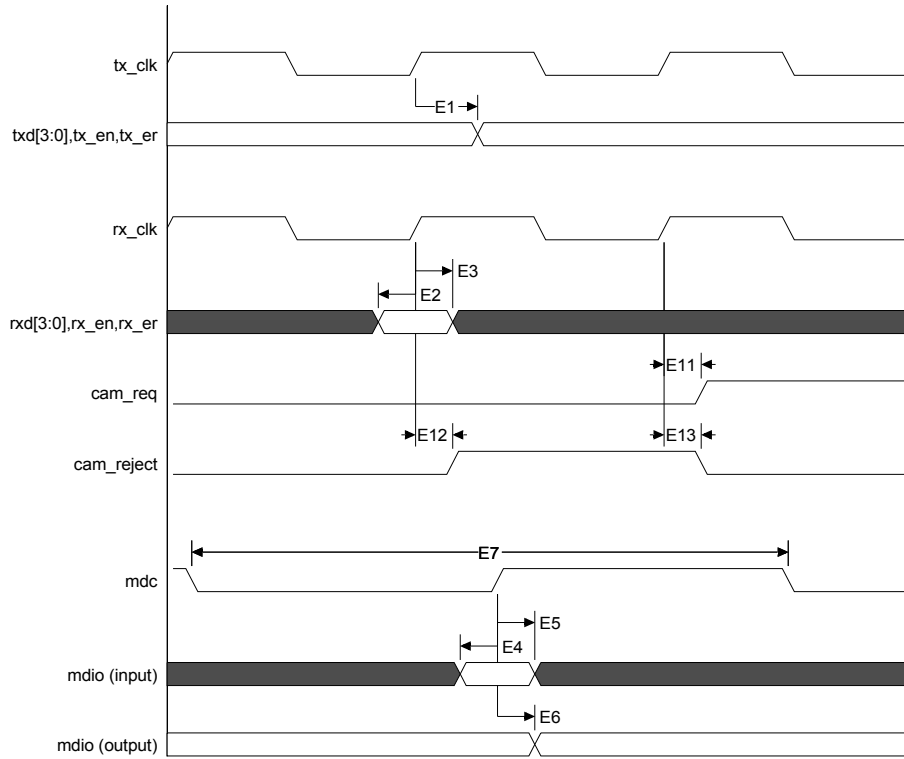 tx_clk
E1
txd[3:0],tx_en,tx_er
rx_clk
E3
E2
rxd[3:0],rx_en,rx_er
E11
cam_req
E12
E13
cam_reject
E7
mdc
E5
E4
mdio (input)
E6
mdio (output)